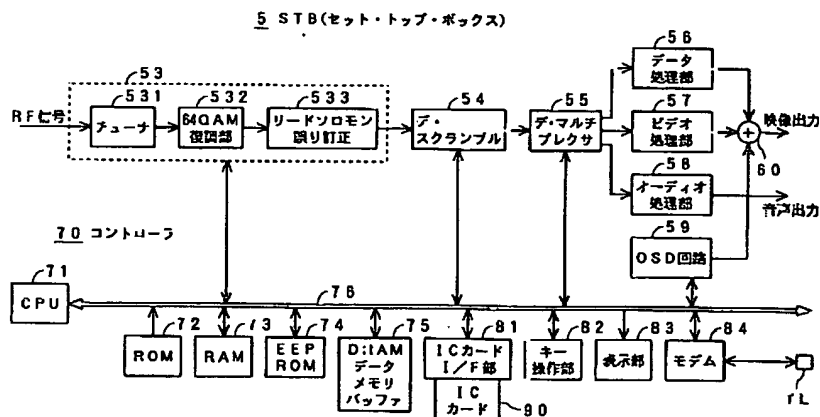 5 STB(セット・トップ・ボックス)
53
531
532
533
54
55
56
57
58
59
60
RF信号
チューナ
64QAM
復調部
リードソロモン
誤り訂正
デ・
スクランブル
デ・マルチ
プレクサ
データ
処理部
ビデオ
処理部
オーディオ
処理部
OSD回路
映像出力
音声出力
70 コントローラ
71
CPU
76
72
ROM
73
RAM
74
EEP
ROM
75
データ
メモリ
バッファ
81
ICカード
I/F部
IC
カード
90
82
キー
操作部
83
表示部
84
モデム
TL